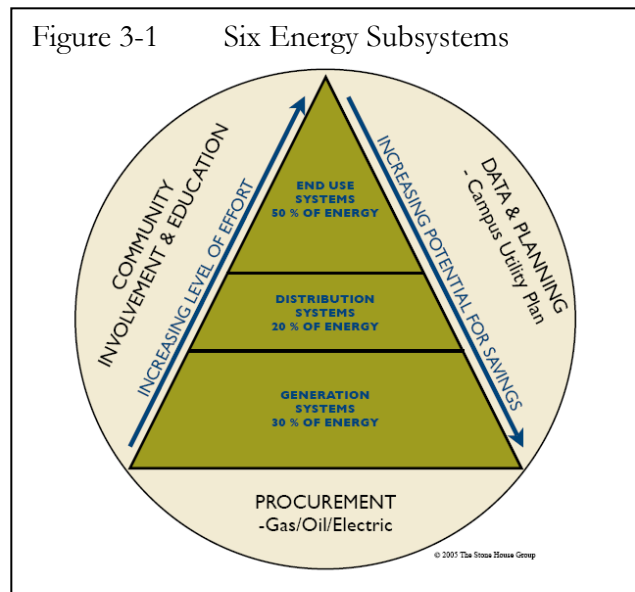 Figure 3-1 Six Energy Subsystems
COMMUNITY
INVOLVEMENT & EDUCATION
INCREASING LEVEL OF EFFORT
END USE
SYSTEMS
50 % OF ENERGY
DISTRIBUTION
SYSTEMS
20 % OF ENERGY
GENERATION
SYSTEMS
30 % OF ENERGY
INCREASING POTENTIAL FOR SAVINGS
DATA & PLANNING
- Campus Utility Plan
PROCUREMENT
-Gas/Oil/Electric
© 2005 The Stone House Group